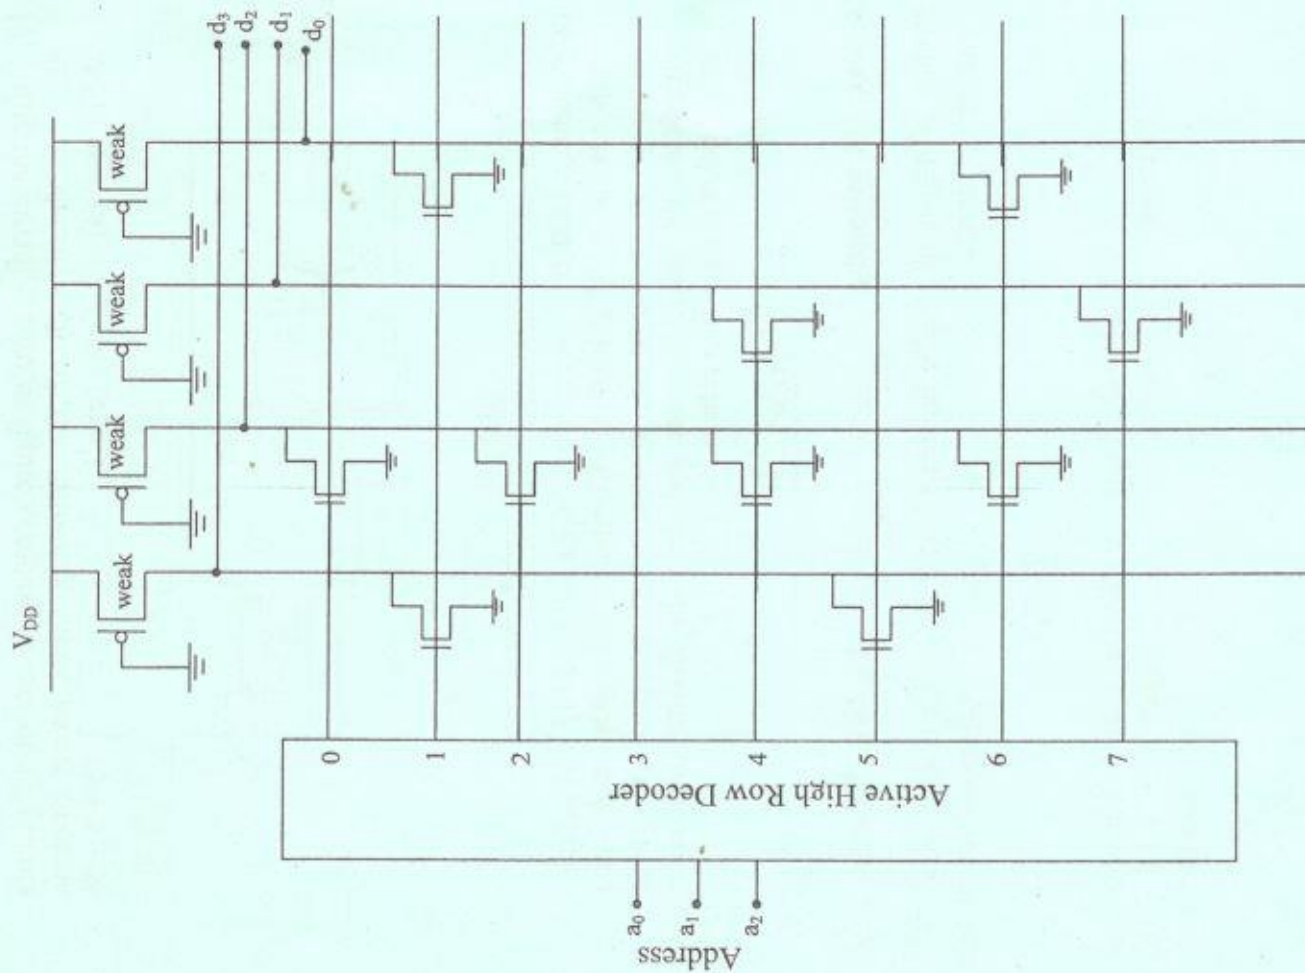 V_DD
weak
weak
weak
weak
d₃
d₂
d₁
d₀
0
1
2
3
4
5
6
7
Active High Row Decoder
a₀
a₁
a₂
Address